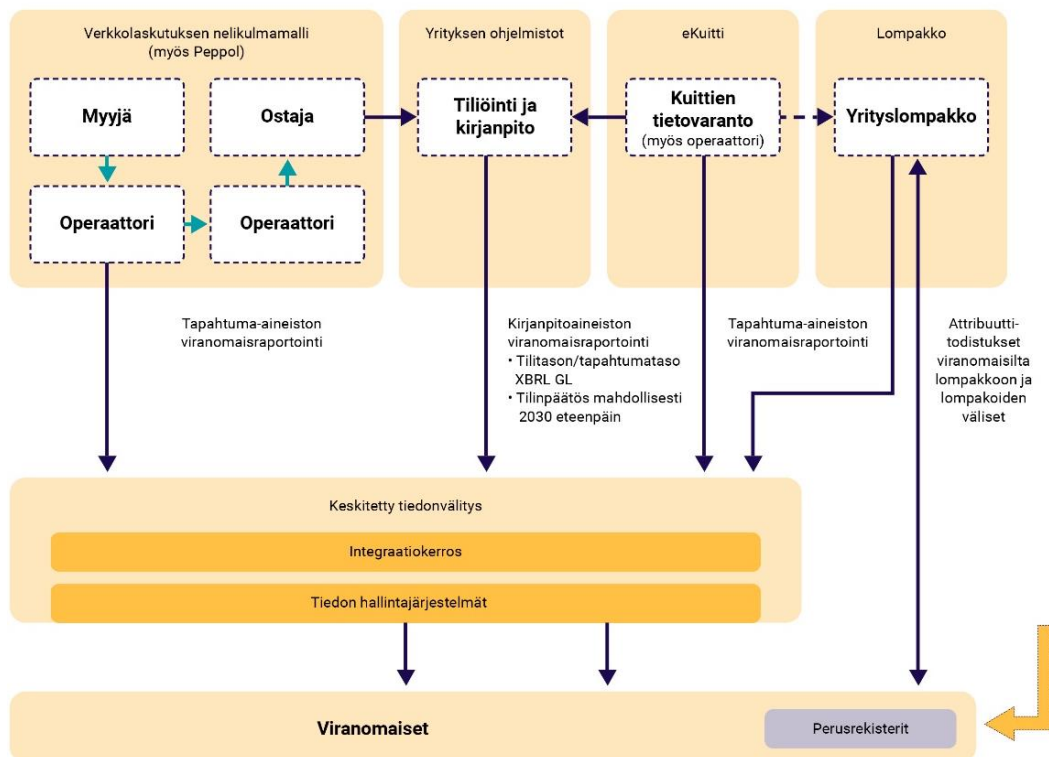 Verkkolaskutuksen nelikulmamalli
(myös Peppol)
Myyjä
Ostaja
Operaattori
Operaattori
Yrityksen ohjelmistot
Tiliöinti ja
kirjanpito
eKuitti
Kuittien
tietovaranto
(myös operaattori)
Lompakko
Yrityslompakko
Tapahtuma-aineiston
viranomaisraportointi
Kirjanpitoaineiston
viranomaisraportointi
• Tilitason/tapahtumataso
XBRL GL
• Tilinpäätös mahdollisesti
2030 eteenpäin
Tapahtuma-aineiston
viranomaisraportointi
Attribuutti-
todistukset
viranomaisilta
lompakkoon ja
lompakoiden
väliset
Keskitetty tiedonvälitys
Integraatiokerros
Tiedon hallintajärjestelmät
Viranomaiset
Perusrekisterit